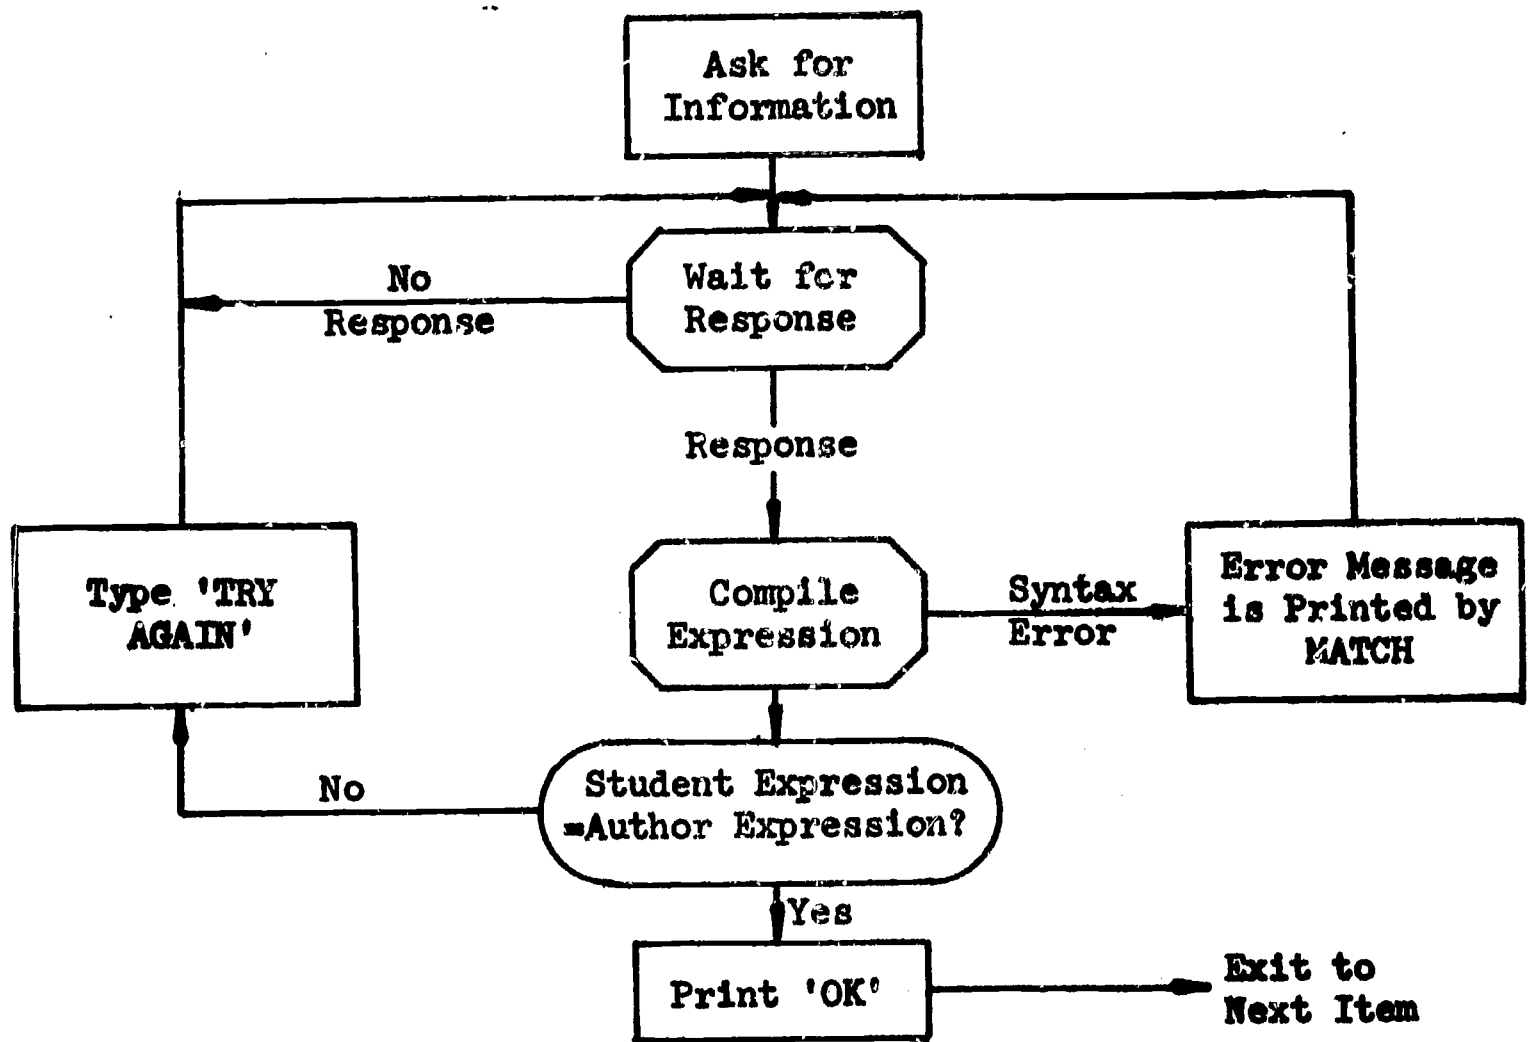 Ask for
Information
No
Response
Wait for
Response
Response
Type 'TRY
AGAIN'
Compile
Expression
Syntax
Error
Error Message
is Printed by
MATCH
No
Student Expression
=Author Expression?
Yes
Print 'OK'
Exit to
Next Item